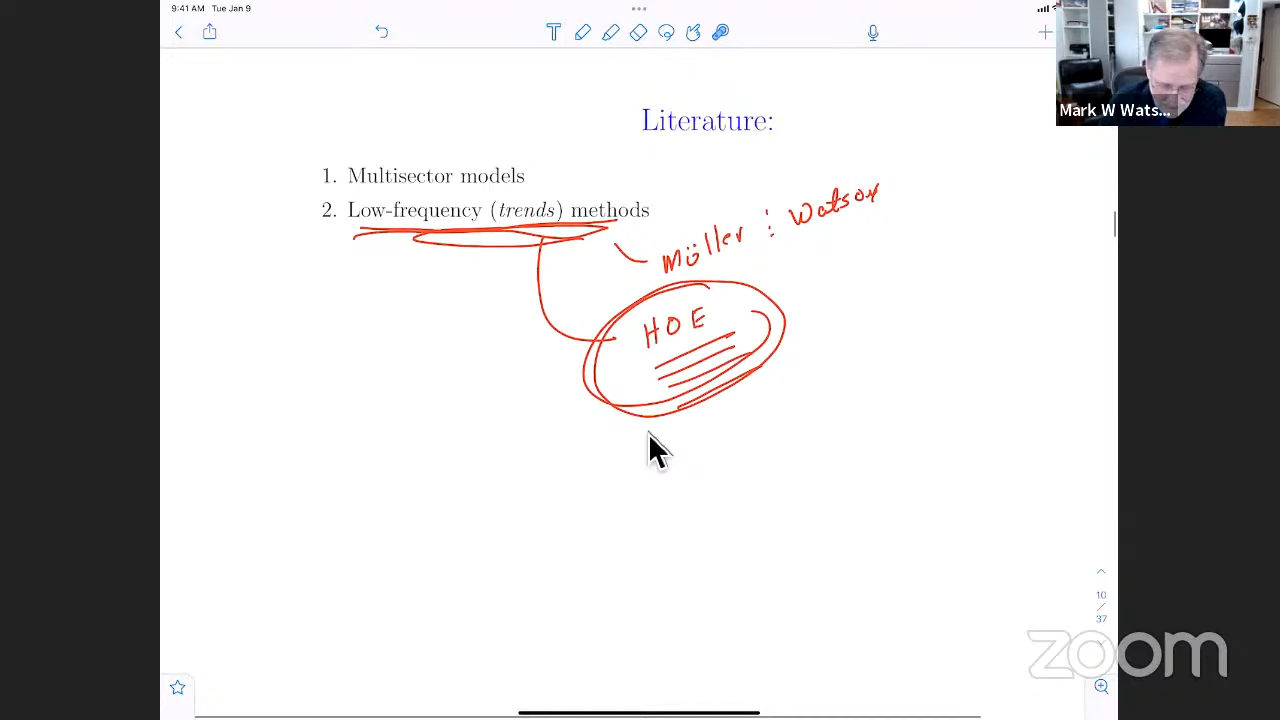 9:41 AM Tue Jan 9
Mark W Wats...
Literature:
1. Multisector models
2. Low-frequency (trends) methods
Müller : Watson
HOE
10
/
37
zoom